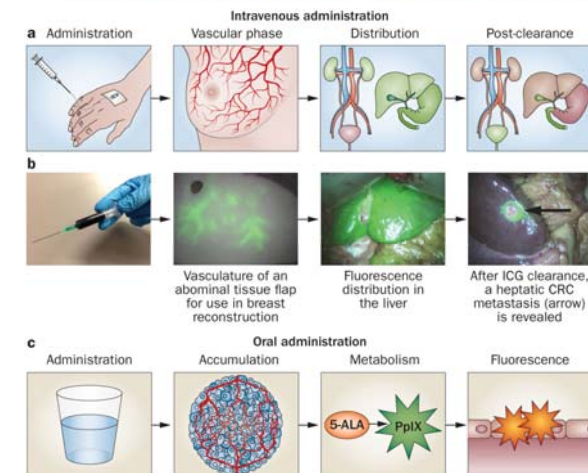 Intravenous administration
a Administration Vascular phase Distribution Post-clearance
b
Vasculature of an
abdominal tissue flap
for use in breast
reconstruction
Fluorescence
distribution in
the liver
After ICG clearance,
a heptatic CRC
metastasis (arrow)
is revealed
c Oral administration
Administration Accumulation Metabolism Fluorescence
5-ALA PpIX